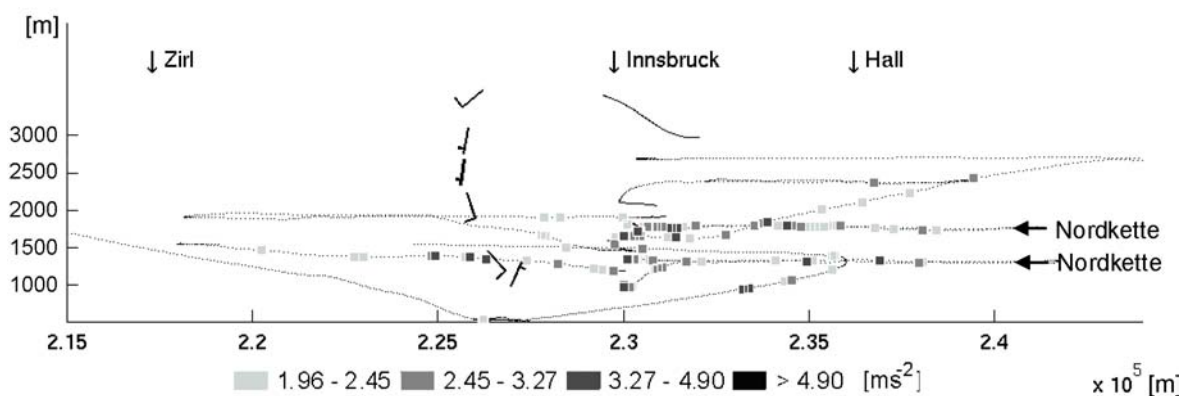 [m]
↓ Zirl ↓ Innsbruck ↓ Hall
3000
2500
2000
Nordkette
1500
Nordkette
1000
2.15 2.2 2.25 2.3 2.35 2.4
1.96 - 2.45 2.45 - 3.27 3.27 - 4.90 > 4.90 [ms⁻²] x 10⁵ [m]